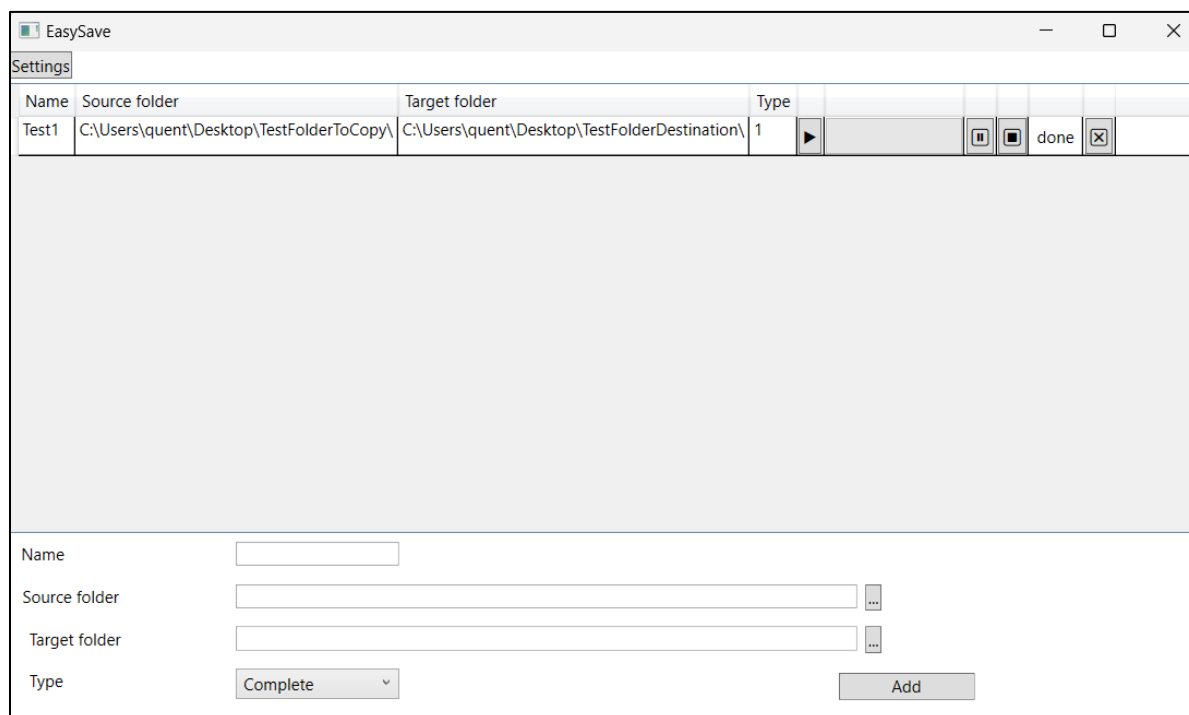 EasySave
Settings
Name Source folder Target folder Type
Test1 C:\Users\quent\Desktop\TestFolderToCopy\ C:\Users\quent\Desktop\TestFolderDestination\ 1 done
Name
Source folder ...
Target folder ...
Type Complete Add